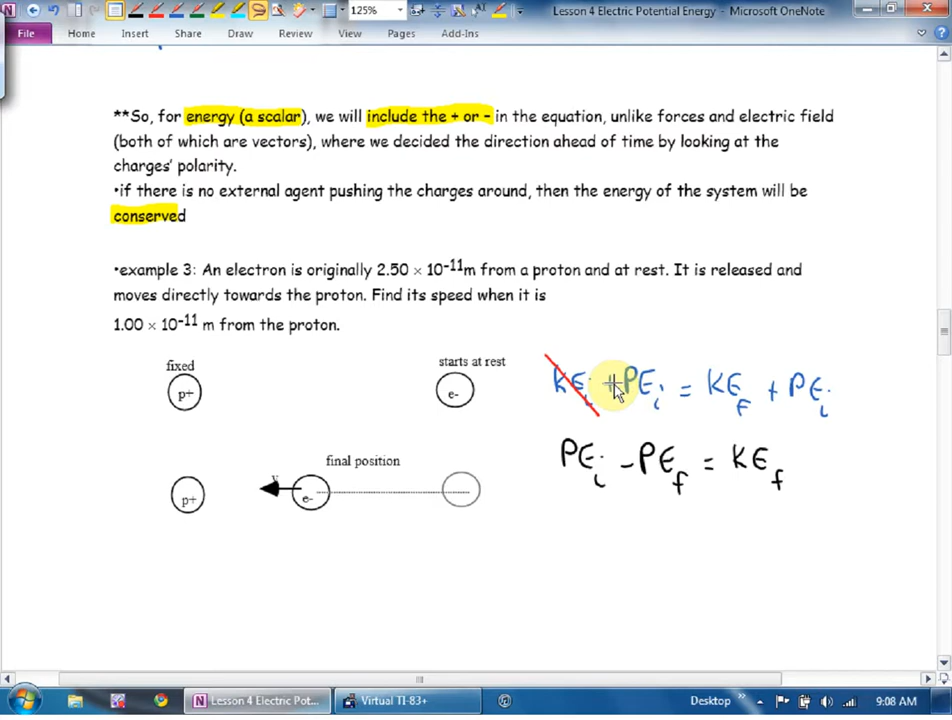 Lesson 4 Electric Potential Energy - Microsoft OneNote
125%
File Home Insert Share Draw Review View Pages Add-Ins
**So, for energy (a scalar), we will include the + or - in the equation, unlike forces and electric field
(both of which are vectors), where we decided the direction ahead of time by looking at the
charges' polarity.
•if there is no external agent pushing the charges around, then the energy of the system will be
conserved
•example 3: An electron is originally 2.50 × 10⁻¹¹m from a proton and at rest. It is released and
moves directly towards the proton. Find its speed when it is
1.00 × 10⁻¹¹ m from the proton.
fixed
starts at rest
p+
e-
KEi + PEi = KEf + PEi
PEi - PEf = KEf
final position
p+
v
e-
Lesson 4 Electric Pot...
Virtual TI-83+
Desktop
9:08 AM